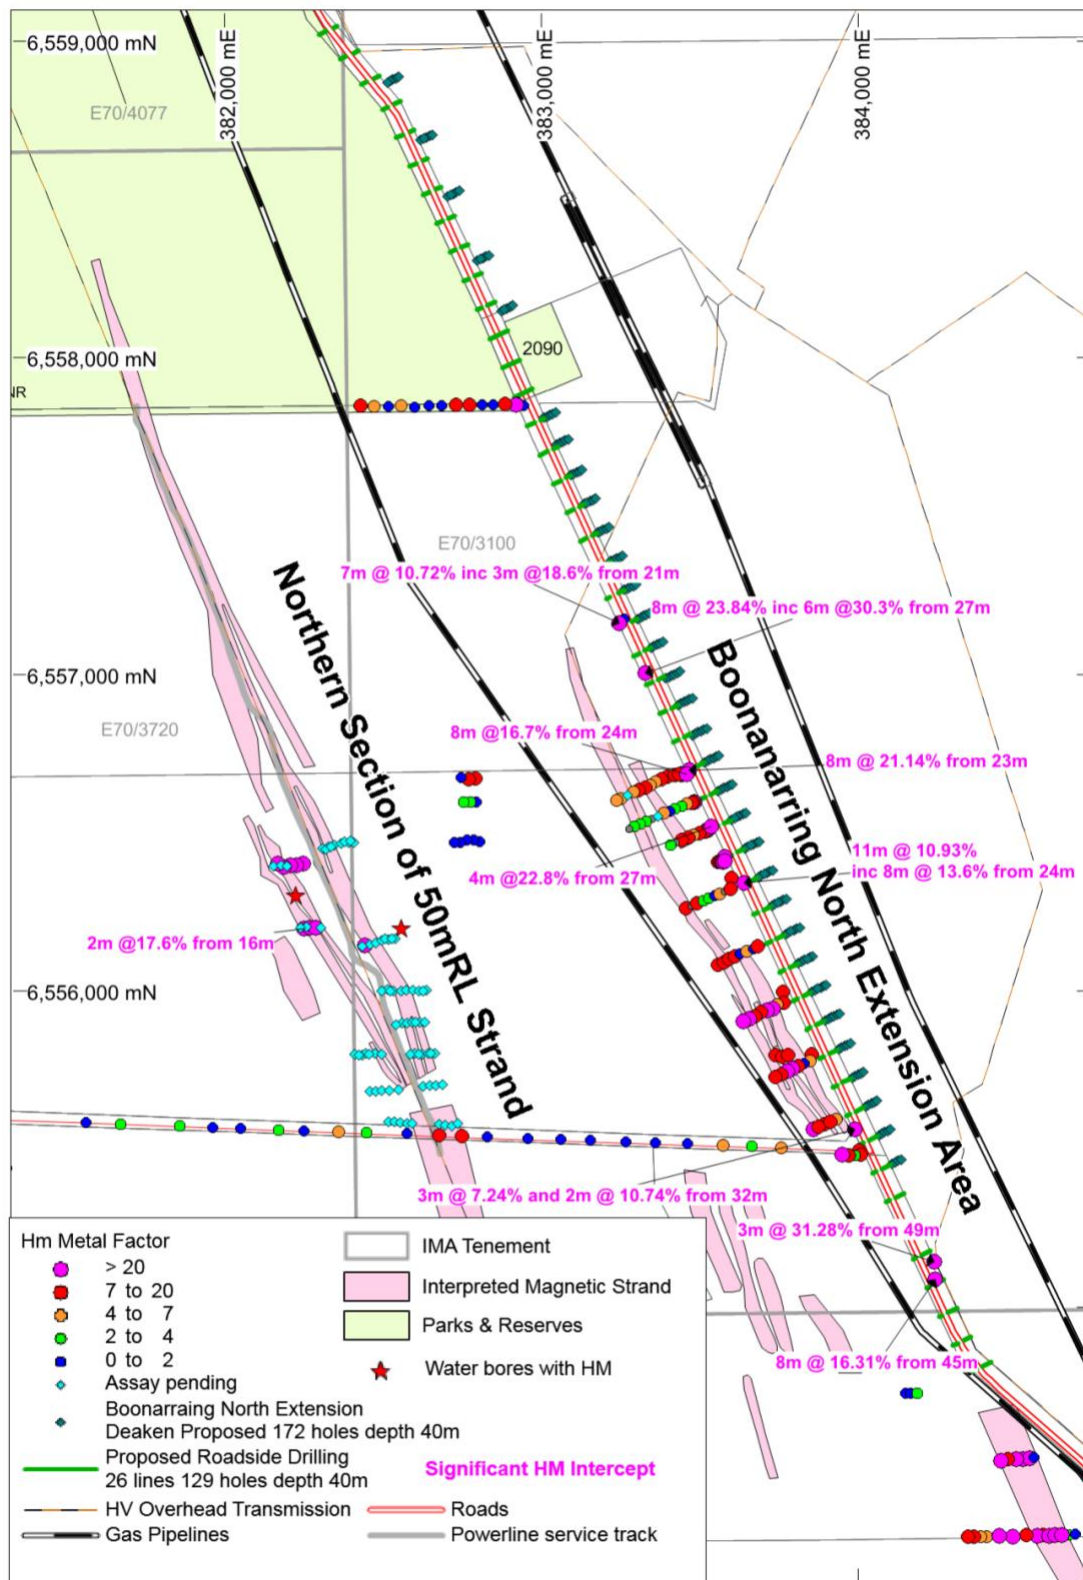 6,559,000 mN
382,000 mE
383,000 mE
384,000 mE
E70/4077
6,558,000 mN
2090
NR
E70/3100
7m @ 10.72% inc 3m @18.6% from 21m
8m @ 23.84% inc 6m @30.3% from 27m
Northern Section of 50mRL Strand
Boonanarring North Extension Area
6,557,000 mN
E70/3720
8m @16.7% from 24m
8m @ 21.14% from 23m
11m @ 10.93%
inc 8m @ 13.6% from 24m
4m @22.8% from 27m
2m @17.6% from 16m
6,556,000 mN
3m @ 7.24% and 2m @ 10.74% from 32m
3m @ 31.28% from 49m
8m @ 16.31% from 45m
Hm Metal Factor
> 20
7 to 20
4 to 7
2 to 4
0 to 2
Assay pending
Boonarraing North Extension
Deaken Proposed 172 holes depth 40m
Proposed Roadside Drilling
26 lines 129 holes depth 40m
HV Overhead Transmission
Gas Pipelines
IMA Tenement
Interpreted Magnetic Strand
Parks & Reserves
Water bores with HM
Significant HM Intercept
Roads
Powerline service track